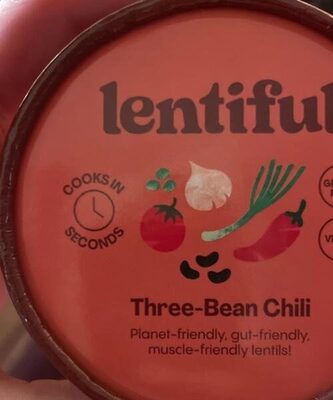 lentiful
COOKS IN
SECONDS
Three-Bean Chili
Planet-friendly, gut-friendly,
muscle-friendly lentils!